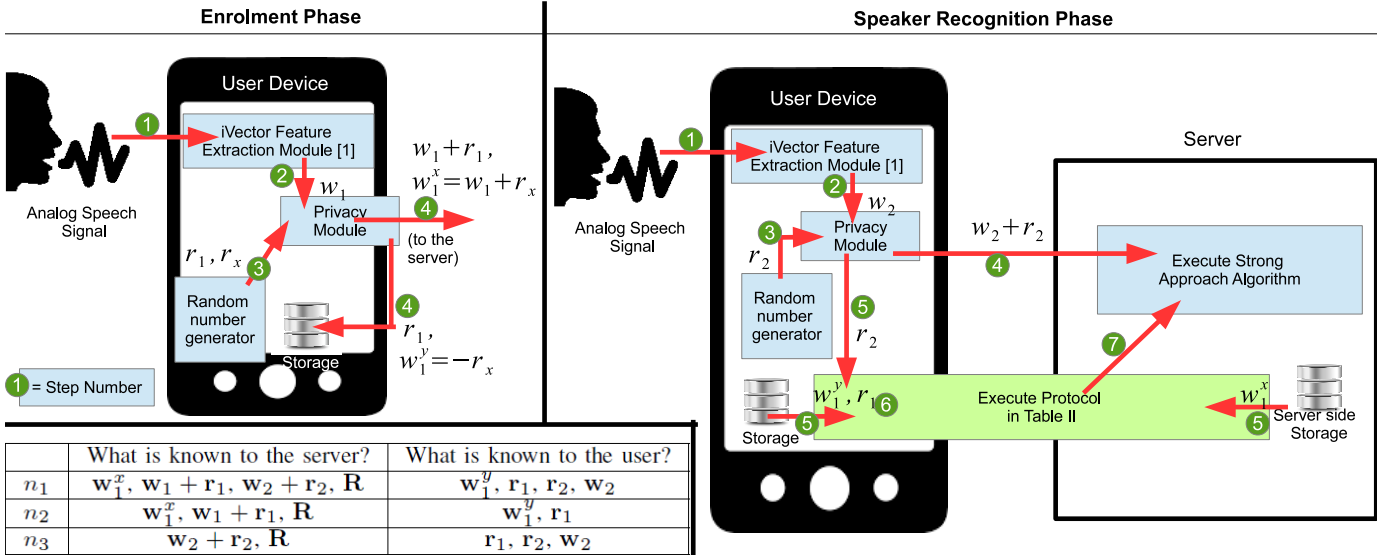 Enrolment Phase
User Device
1
iVector Feature
Extraction Module [1]
2
w₁
Analog Speech
Signal
Privacy
Module
w₁+r₁,
w₁ˣ=w₁+rₓ
4
(to the
server)
r₁,rₓ
3
Random
number
generator
4
Storage
r₁,
w₁ʸ=−rₓ
1 = Step Number
Speaker Recognition Phase
User Device
1
iVector Feature
Extraction Module [1]
2
w₂
Analog Speech
Signal
3
r₂
Privacy
Module
w₂+r₂
4
Random
number
generator
5
r₂
Server
Execute Strong
Approach Algorithm
7
w₁ʸ,r₁
6
Execute Protocol
in Table II
Storage
5
w₁ˣ
5
Server side
Storage
What is known to the server? What is known to the user?
n₁ w₁ˣ, w₁ + r₁, w₂ + r₂, R w₁ʸ, r₁, r₂, w₂
n₂ w₁ˣ, w₁ + r₁, R w₁ʸ, r₁
n₃ w₂ + r₂, R r₁, r₂, w₂